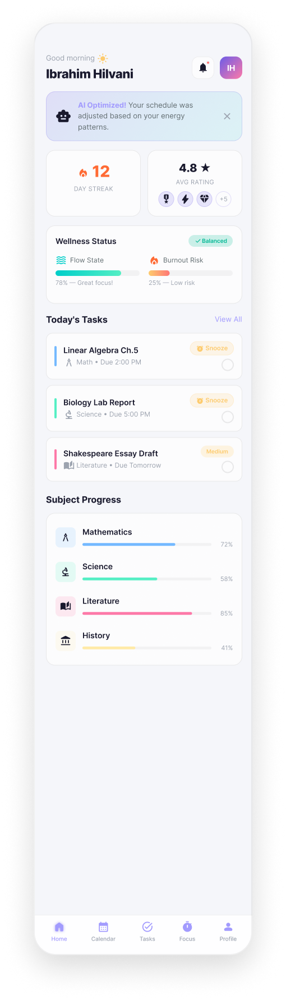 Good morning
Ibrahim Hilvani
IH
AI Optimized! Your schedule was
adjusted based on your energy
patterns.
12
DAY STREAK
4.8 ★
AVG RATING
+5
Wellness Status
Balanced
Flow State
78% — Great focus!
Burnout Risk
25% — Low risk
Today's Tasks
View All
Linear Algebra Ch.5
Math • Due 2:00 PM
Snooze
Biology Lab Report
Science • Due 5:00 PM
Snooze
Shakespeare Essay Draft
Literature • Due Tomorrow
Medium
Subject Progress
Mathematics
72%
Science
58%
Literature
85%
History
41%
Home
Calendar
Tasks
Focus
Profile